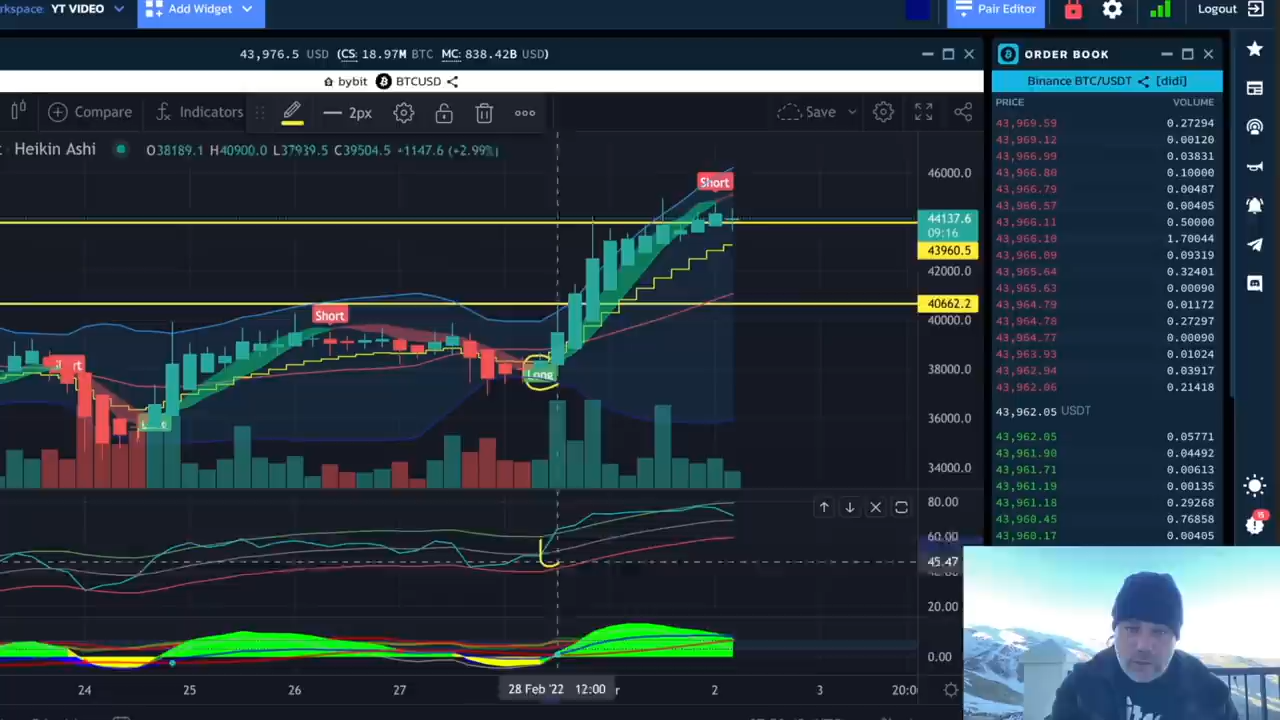 rkspace: YT VIDEO
Add Widget
Pair Editor
Logout
43,976.5 USD (CS: 18.97M BTC MC: 838.42B USD)
bybit BTCUSD
Compare
Indicators
2px
Save
Heikin Ashi O38189.1 H40900.0 L37939.5 C39504.5 +1147.6 (+2.99%)
46000.0
44137.6
09:16
43960.5
42000.0
40662.2
40000.0
38000.0
36000.0
34000.0
Short
Short
Long
80.00
60.00
45.47
20.00
0.00
24 25 26 27 28 Feb '22 12:00 r 2 3 20:0
ORDER BOOK
Binance BTC/USDT [didi]
PRICE VOLUME
43,969.59 0.27294
43,969.12 0.00120
43,966.99 0.03831
43,966.80 0.10000
43,966.79 0.00487
43,966.57 0.00405
43,966.11 0.50000
43,966.10 1.70044
43,966.09 0.09319
43,965.64 0.32401
43,965.63 0.00090
43,964.79 0.01172
43,964.78 0.27297
43,964.77 0.00090
43,963.93 0.01024
43,962.94 0.03917
43,962.06 0.21418
43,962.05 USDT
43,962.05 0.05771
43,961.90 0.04492
43,961.71 0.00613
43,961.19 0.00135
43,961.18 0.29268
43,960.45 0.76858
43,960.17 0.00405
15